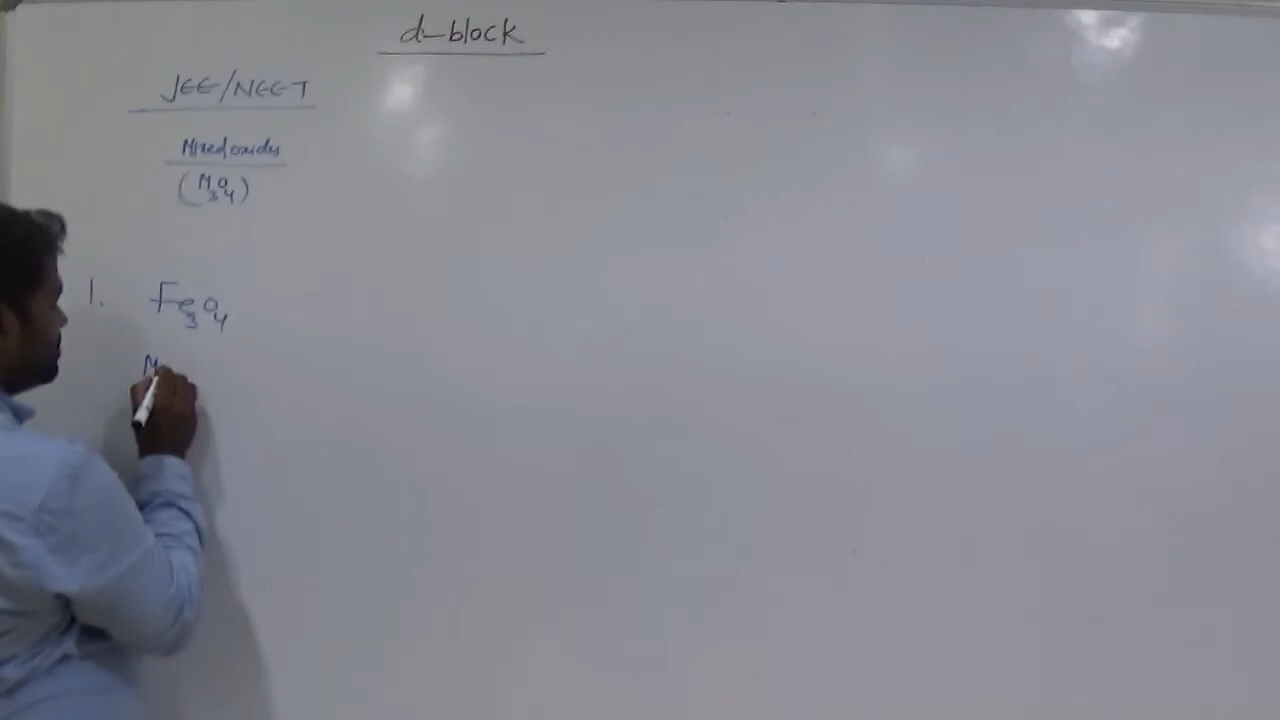 d-block
JEE/NEET
Mixed oxides
(M₃O₄)
1. Fe₃O₄
M